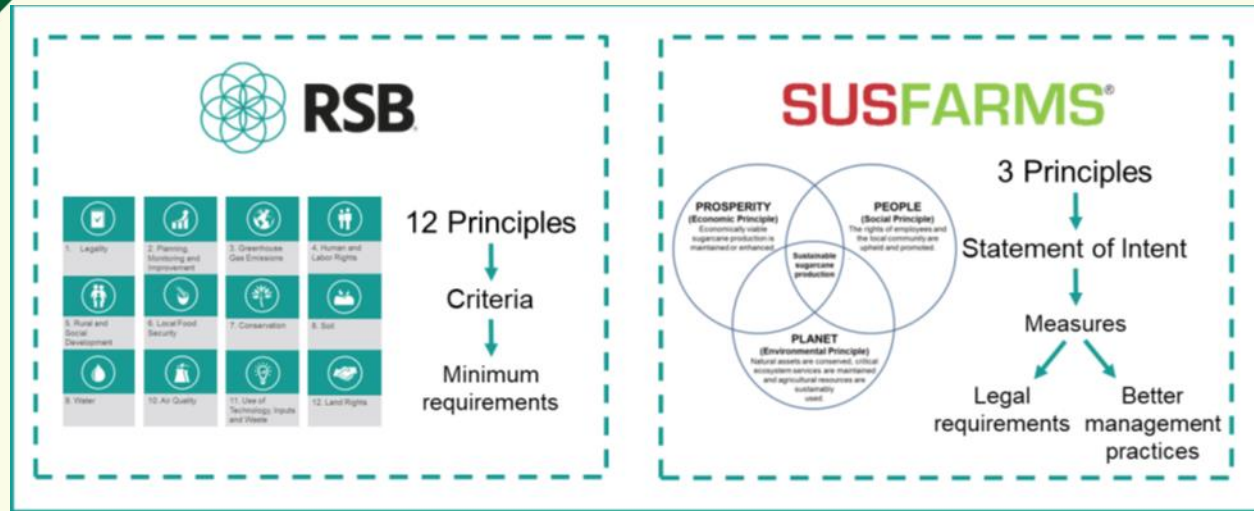 RSB
1. Legality
2. Planning,
Monitoring and
Improvement
3. Greenhouse
Gas Emissions
4. Human and
Labor Rights
5. Rural and
Social
Development
6. Local Food
Security
7. Conservation
8. Soil
9. Water
10. Air Quality
11. Use of
Technology, Inputs
and Waste
12. Land Rights
12 Principles
Criteria
Minimum
requirements
SUSFARMS®
PROSPERITY
(Economic Principle)
Economically viable
sugarcane production is
maintained or enhanced.
PEOPLE
(Social Principle)
The rights of employees and
the local community are
upheld and promoted.
Sustainable
sugarcane
production
PLANET
(Environmental Principle)
Natural assets are conserved, critical
ecosystem services are maintained
and agricultural resources are
sustainably
used.
3 Principles
Statement of Intent
Measures
Legal
requirements
Better
management
practices